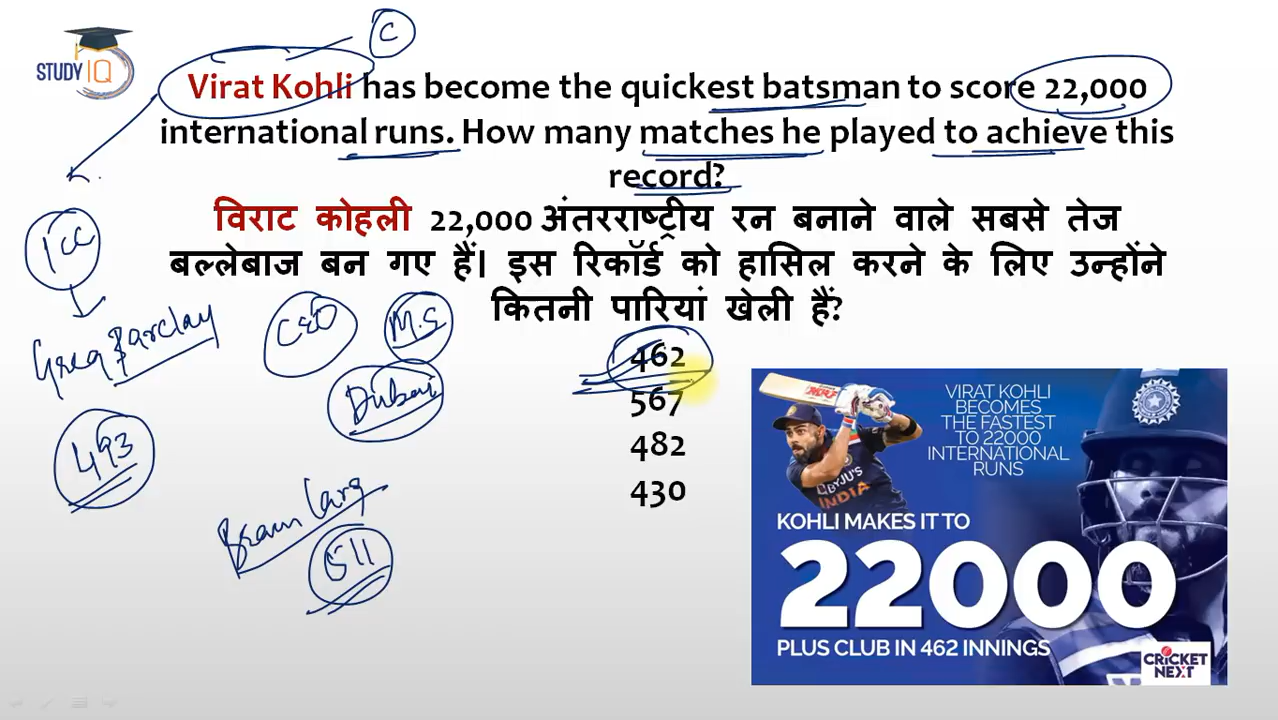 STUDY IQ
C
Virat Kohli has become the quickest batsman to score 22,000
international runs. How many matches he played to achieve this
record?
विराट कोहली 22,000 अंतरराष्ट्रीय रन बनाने वाले सबसे तेज
बल्लेबाज बन गए हैं। इस रिकॉर्ड को हासिल करने के लिए उन्होंने
कितनी पारियां खेली हैं?
462
567
482
430
ICC
Greg Barclay
CEO
M.S
Dubai
493
511
BYJU'S
INDIA
VIRAT KOHLI
BECOMES
THE FASTEST
TO 22000
INTERNATIONAL
RUNS
KOHLI MAKES IT TO
22000
PLUS CLUB IN 462 INNINGS
CRICKET
NEXT